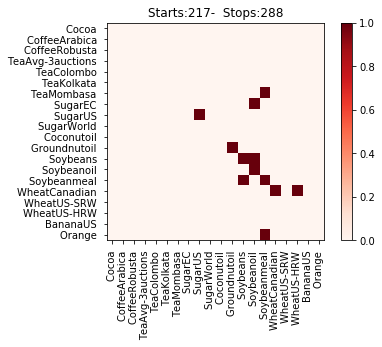 Starts:217- Stops:288
Cocoa
CoffeeArabica
CoffeeRobusta
TeaAvg-3auctions
TeaColombo
TeaKolkata
TeaMombasa
SugarEC
SugarUS
SugarWorld
Coconutoil
Groundnutoil
Soybeans
Soybeanoil
Soybeanmeal
WheatCanadian
WheatUS-SRW
WheatUS-HRW
BananaUS
Orange
1.0
0.8
0.6
0.4
0.2
0.0
Cocoa
CoffeeArabica
CoffeeRobusta
TeaAvg-3auctions
TeaColombo
TeaKolkata
TeaMombasa
SugarEC
SugarUS
SugarWorld
Coconutoil
Groundnutoil
Soybeans
Soybeanoil
Soybeanmeal
WheatCanadian
WheatUS-SRW
WheatUS-HRW
BananaUS
Orange